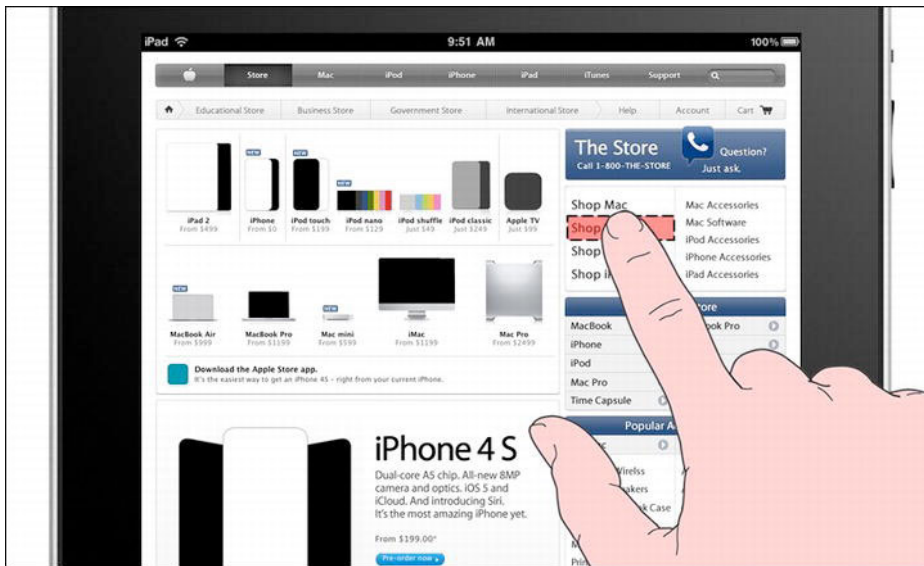 iPad 9:51 AM 100%
Store Mac iPod iPhone iPad iTunes Support
Educational Store Business Store Government Store International Store Help Account Cart
The Store
Call 1-800-THE-STORE
Question?
Just ask.
NEW NEW NEW
iPad 2 iPhone iPod touch iPod nano iPod shuffle iPod classic Apple TV
From $499 From $0 From $199 From $129 Just $49 Just $249 Just $99
NEW NEW
MacBook Air MacBook Pro Mac mini iMac Mac Pro
From $999 From $1199 From $599 From $1199 From $2499
Download the Apple Store app.
It's the easiest way to get an iPhone 4S – right from your current iPhone.
Shop Mac
Shop
Shop
Shop
Mac Accessories
Mac Software
iPod Accessories
iPhone Accessories
iPad Accessories
MacBook
iPhone
iPod
Mac Pro
Time Capsule
Popular
iPhone 4 S
Dual-core A5 chip. All-new 8MP
camera and optics. iOS 5 and
iCloud. And introducing Siri.
It's the most amazing iPhone yet.
From $199.00*
Pre-order now
Case